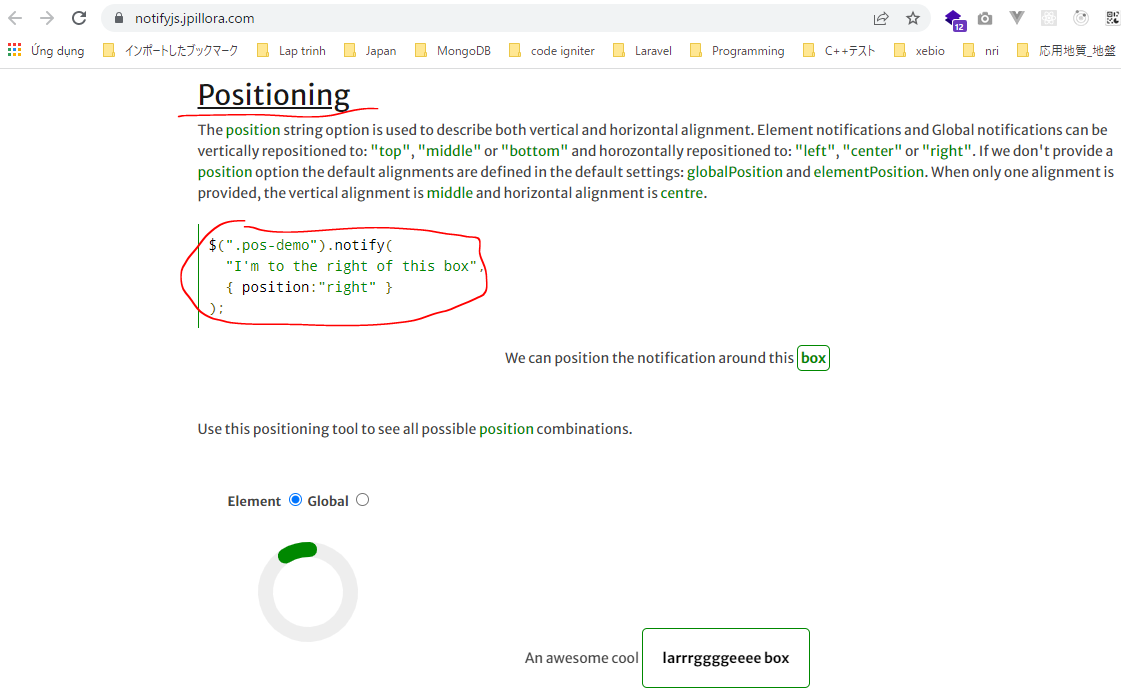 notifyjs.jpillora.com
12
Ứng dụng インポートしたブックマーク Lap trinh Japan MongoDB code igniter Laravel Programming C++テスト xebio nri 応用地質_地盤
Positioning
The position string option is used to describe both vertical and horizontal alignment. Element notifications and Global notifications can be
vertically repositioned to: "top", "middle" or "bottom" and horozontally repositioned to: "left", "center" or "right". If we don't provide a
position option the default alignments are defined in the default settings: globalPosition and elementPosition. When only one alignment is
provided, the vertical alignment is middle and horizontal alignment is centre.
$(".pos-demo").notify(
"I'm to the right of this box",
{ position:"right" }
);
We can position the notification around this box
Use this positioning tool to see all possible position combinations.
Element Global
An awesome cool larrrggggeeee box